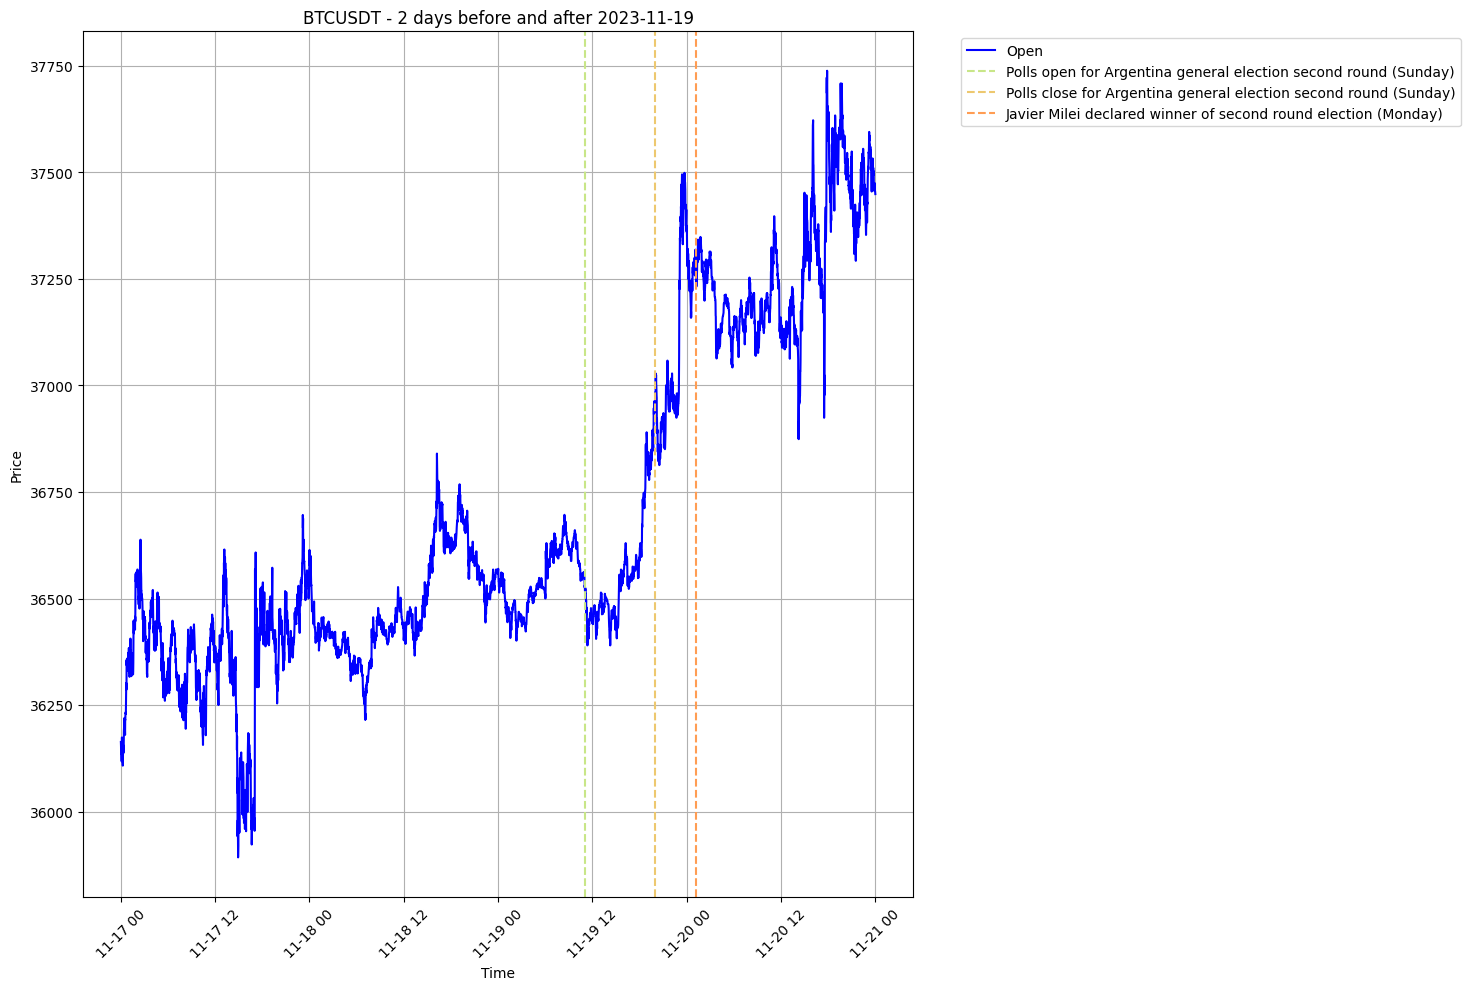 BTCUSDT - 2 days before and after 2023-11-19
Open
Polls open for Argentina general election second round (Sunday)
Polls close for Argentina general election second round (Sunday)
Javier Milei declared winner of second round election (Monday)
37750
37500
37250
37000
36750
36500
36250
36000
Price
11-17 00
11-17 12
11-18 00
11-18 12
11-19 00
11-19 12
11-20 00
11-20 12
11-21 00
Time